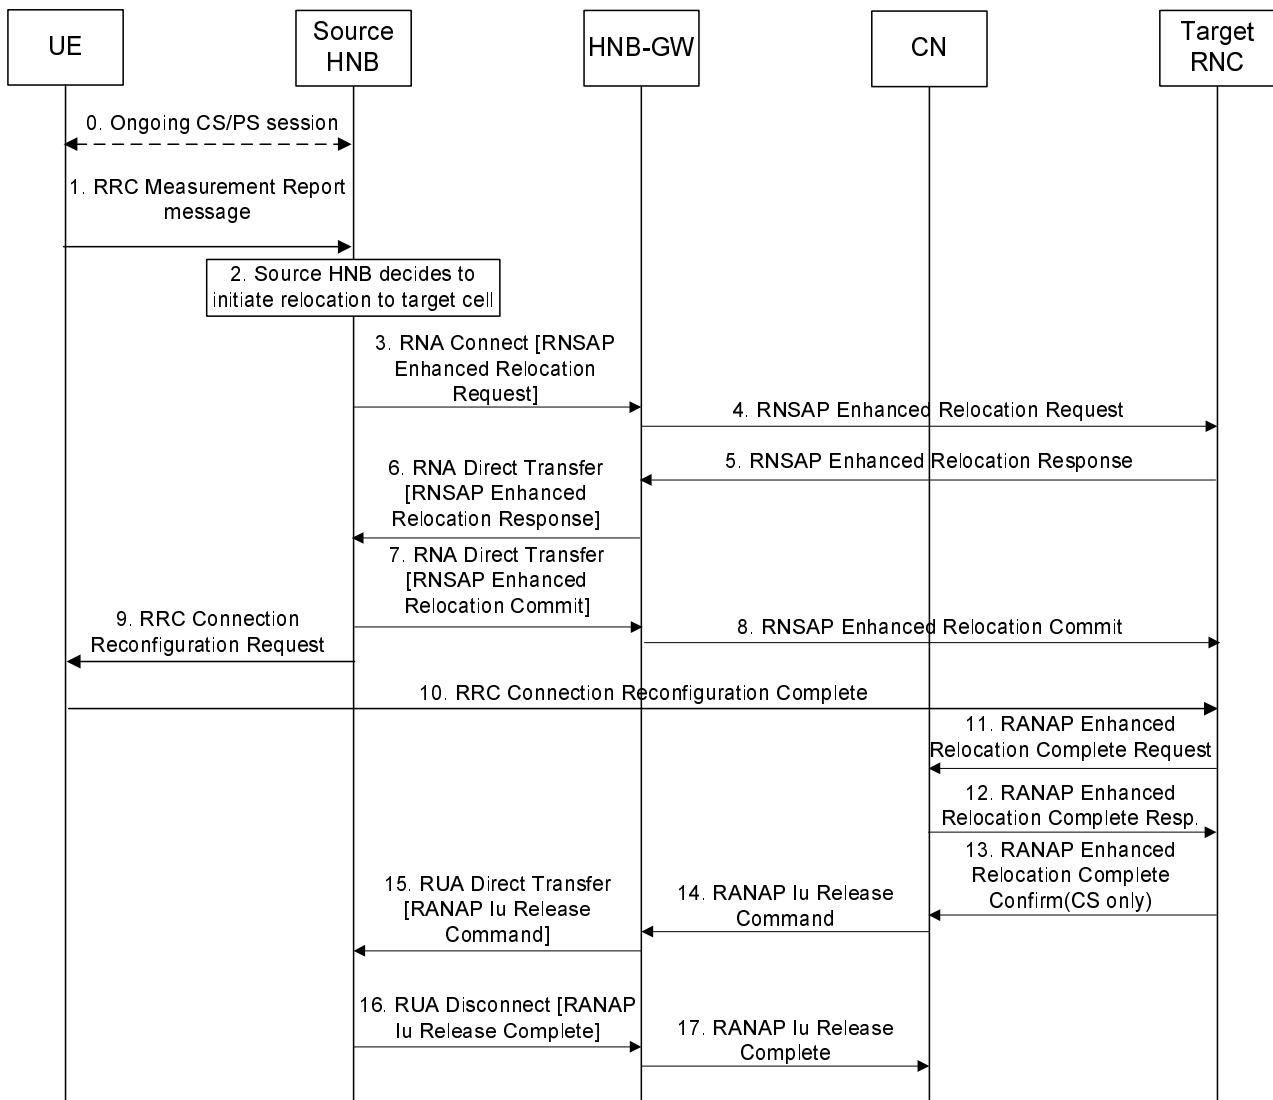 UE
Source
HNB
HNB-GW
CN
Target
RNC
0. Ongoing CS/PS session
1. RRC Measurement Report
message
2. Source HNB decides to
initiate relocation to target cell
3. RNA Connect [RNSAP
Enhanced Relocation
Request]
4. RNSAP Enhanced Relocation Request
5. RNSAP Enhanced Relocation Response
6. RNA Direct Transfer
[RNSAP Enhanced
Relocation Response]
7. RNA Direct Transfer
[RNSAP Enhanced
Relocation Commit]
8. RNSAP Enhanced Relocation Commit
9. RRC Connection
Reconfiguration Request
10. RRC Connection Reconfiguration Complete
11. RANAP Enhanced
Relocation Complete Request
12. RANAP Enhanced
Relocation Complete Resp.
13. RANAP Enhanced
Relocation Complete
Confirm(CS only)
14. RANAP Iu Release
Command
15. RUA Direct Transfer
[RANAP Iu Release
Command]
16. RUA Disconnect [RANAP
Iu Release Complete]
17. RANAP Iu Release
Complete